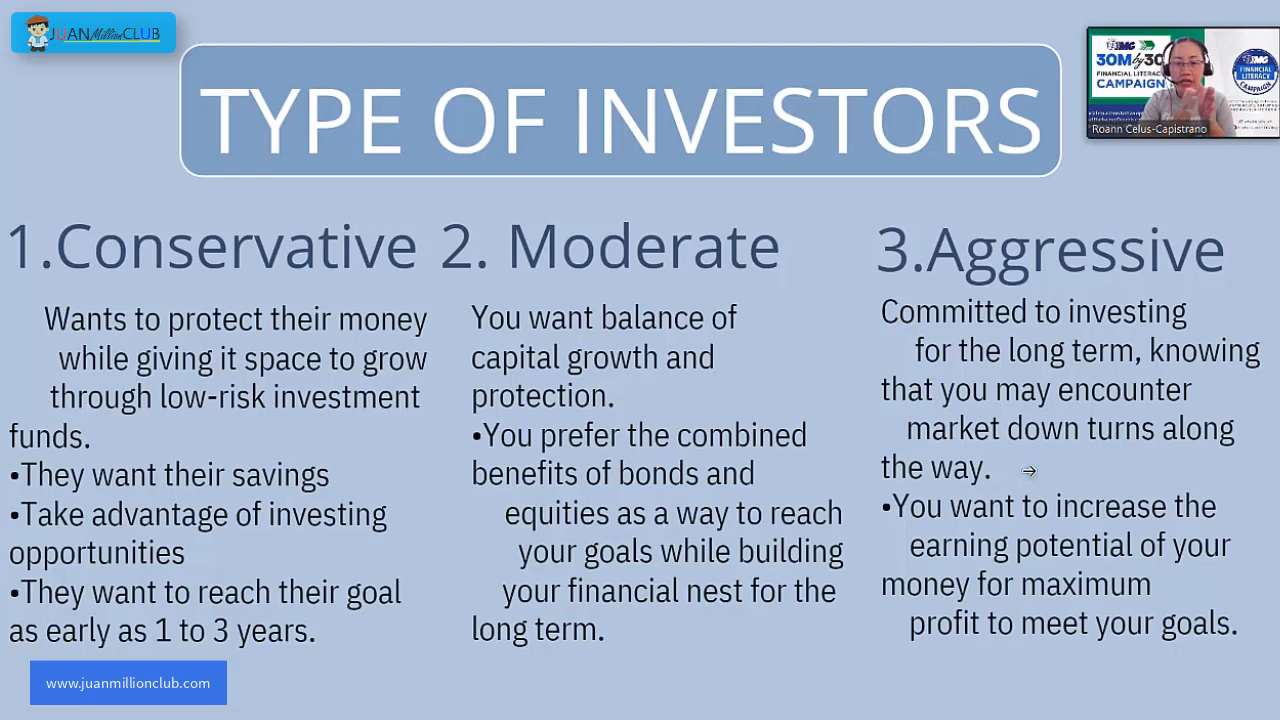 JUANMillionCLUB
TYPE OF INVESTORS
IMG
30M by 30
FINANCIAL LITERACY
CAMPAIGN
IMG
FINANCIAL
LITERACY
CAMPAIGN
Roann Celus-Capistrano
1.Conservative
Wants to protect their money
while giving it space to grow
through low-risk investment
funds.
•They want their savings
•Take advantage of investing
opportunities
•They want to reach their goal
as early as 1 to 3 years.
2. Moderate
You want balance of
capital growth and
protection.
•You prefer the combined
benefits of bonds and
equities as a way to reach
your goals while building
your financial nest for the
long term.
3.Aggressive
Committed to investing
for the long term, knowing
that you may encounter
market down turns along
the way.
•You want to increase the
earning potential of your
money for maximum
profit to meet your goals.
www.juanmillionclub.com